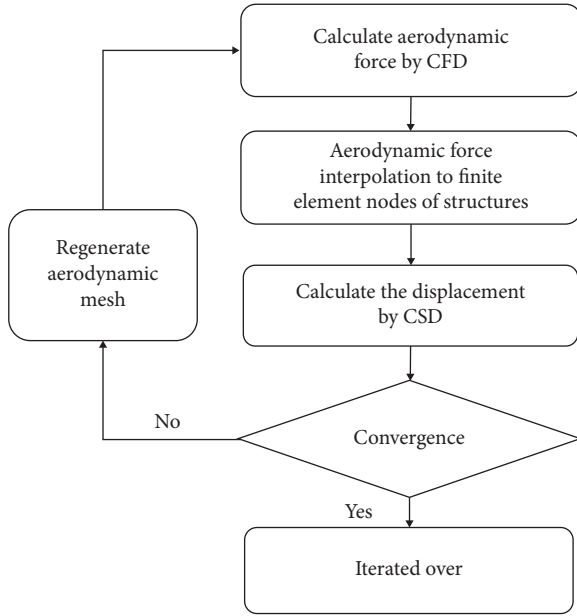 Calculate aerodynamic
force by CFD
Aerodynamic force
interpolation to finite
element nodes of structures
Regenerate
aerodynamic
mesh
Calculate the displacement
by CSD
No
Convergence
Yes
Iterated over